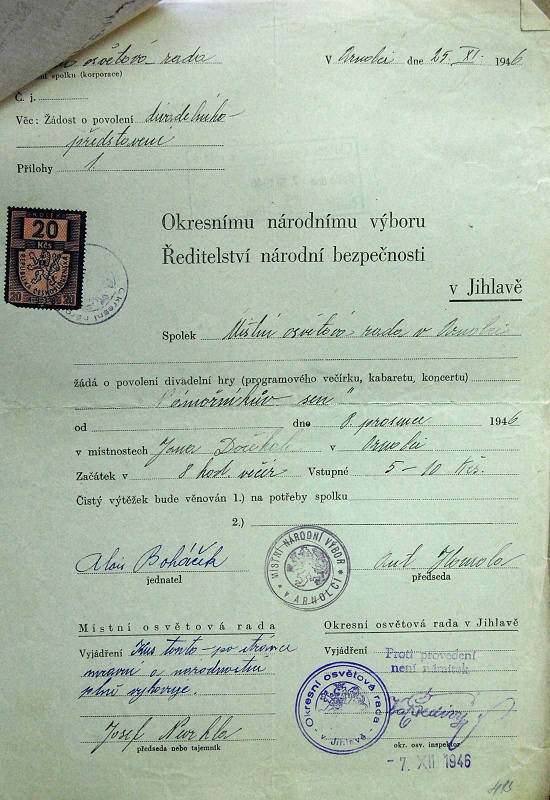 osvětová rada
spolku (korporace)
V Arnolci dne 25. XI. 1946
Č. j.
Věc: Žádost o povolení divadelního
představení
Přílohy 1.
KOLEK
20
Kčs
REPUBLIKA ČESKOSLOVENSKÁ
20 20
Okresní
Okresnímu národnímu výboru
Ředitelství národní bezpečnosti
v Jihlavě
Spolek Místní osvětová rada v Arnolci
žádá o povolení divadelní hry (programového večírku, kabaretu, koncertu)
"Námořníkův sen"
od dne 8. prosince 1946
v místnostech Jana v Arnolci
Začátek v 8 hod. večer Vstupné 5 – 10 Kčs.
Čistý výtěžek bude věnován 1.) na potřeby spolku
2.)
Alois Boháček
jednatel
MÍSTNÍ NÁRODNÍ VÝBOR
v ARNOLCI
Ant. Homola
předseda
Místní osvětová rada
Vyjádření Kus tento – po stránce
mravní a národnostní
plně vyhovuje.
Josef
předseda nebo tajemník
Okresní osvětová rada v Jihlavě
Vyjádření
Proti provedení
není námitek
Okresní osvětová rada
v Jihlavě
okr. osv. inspektor
- 7. XII 1946